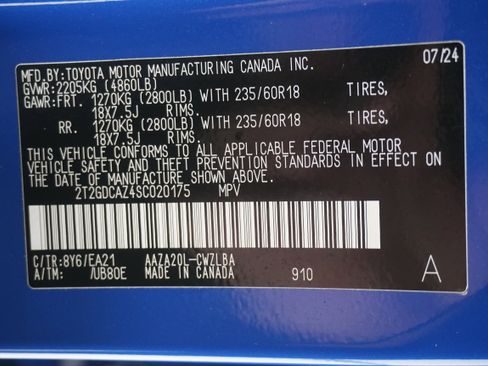 MFD. BY:TOYOTA MOTOR MANUFACTURING CANADA INC. 07/24
GVWR: 2205KG (4860LB)
GAWR:FRT. 1270KG (2800LB) WITH 235/60R18 TIRES,
18X7.5J RIMS.
RR. 1270KG (2800LB) WITH 235/60R18 TIRES,
18X7.5J RIMS.
THIS VEHICLE CONFORMS TO ALL APPLICABLE FEDERAL MOTOR
VEHICLE SAFETY AND THEFT PREVENTION STANDARDS IN EFFECT ON
THE DATE OF MANUFACTURE SHOWN ABOVE.
2T2GDCAZ4SC020175 MPV
C/TR:8Y6/EA21 AAZA20L-CWZLBA
A/TM: /UB80E MADE IN CANADA 910 A